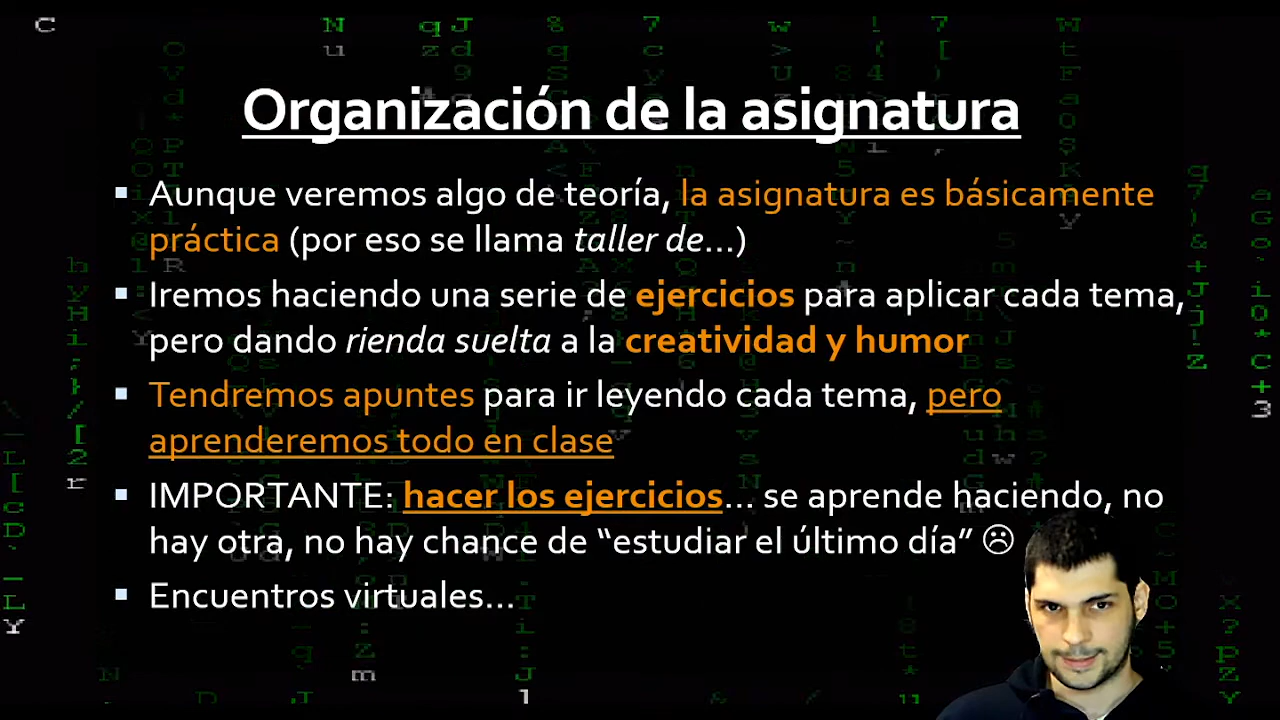 Organización de la asignatura
Aunque veremos algo de teoría, la asignatura es básicamente
práctica (por eso se llama taller de...)
Iremos haciendo una serie de ejercicios para aplicar cada tema,
pero dando rienda suelta a la creatividad y humor
Tendremos apuntes para ir leyendo cada tema, pero
aprenderemos todo en clase
IMPORTANTE: hacer los ejercicios... se aprende haciendo, no
hay otra, no hay chance de “estudiar el último día” ☹
Encuentros virtuales...